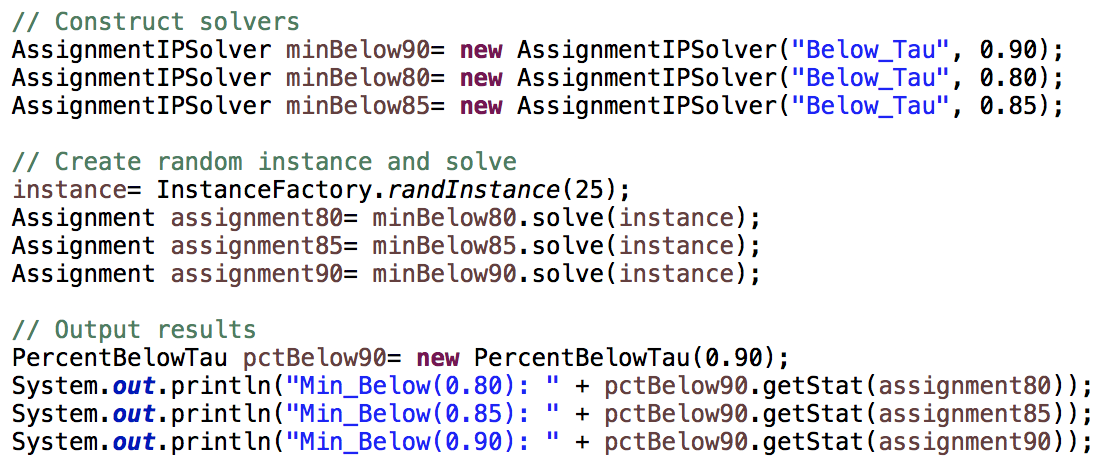 // Construct solvers
AssignmentIPSolver minBelow90= new AssignmentIPSolver("Below_Tau", 0.90);
AssignmentIPSolver minBelow80= new AssignmentIPSolver("Below_Tau", 0.80);
AssignmentIPSolver minBelow85= new AssignmentIPSolver("Below_Tau", 0.85);
// Create random instance and solve
instance= InstanceFactory.randInstance(25);
Assignment assignment80= minBelow80.solve(instance);
Assignment assignment85= minBelow85.solve(instance);
Assignment assignment90= minBelow90.solve(instance);
// Output results
PercentBelowTau pctBelow90= new PercentBelowTau(0.90);
System.out.println("Min_Below(0.80): " + pctBelow90.getStat(assignment80));
System.out.println("Min_Below(0.85): " + pctBelow90.getStat(assignment85));
System.out.println("Min_Below(0.90): " + pctBelow90.getStat(assignment90));